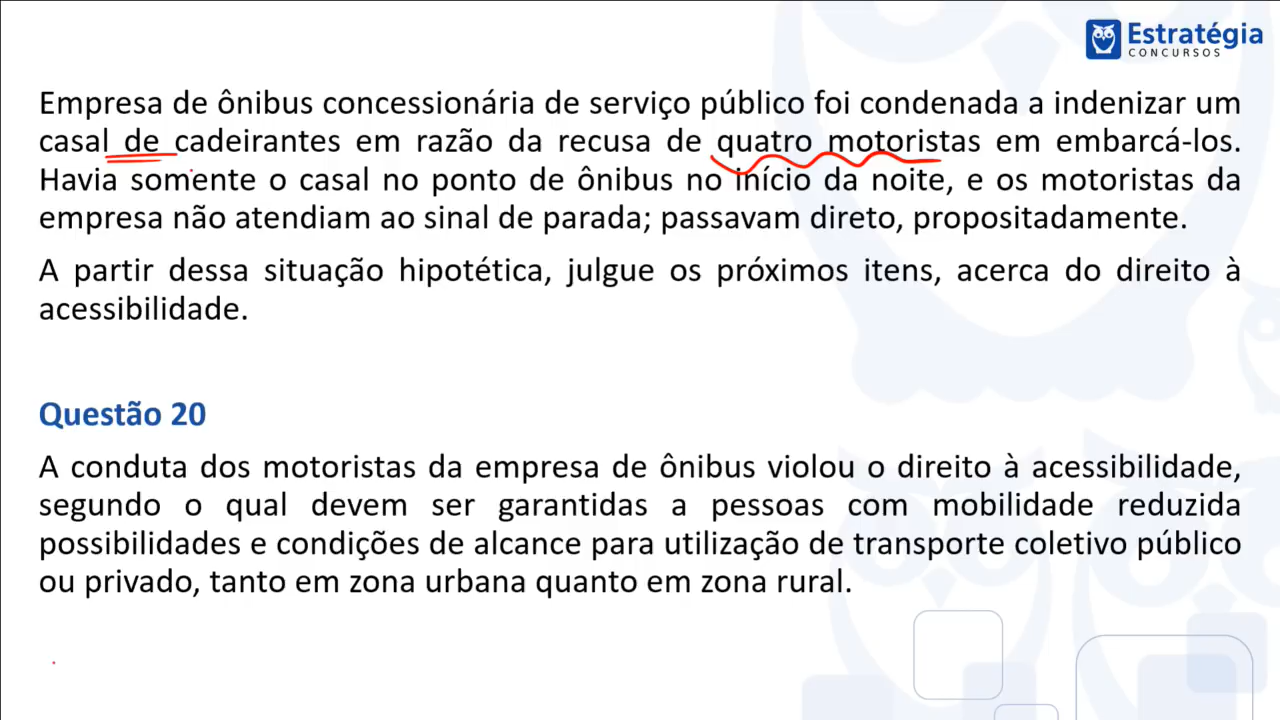 Estratégia
CONCURSOS
Empresa de ônibus concessionária de serviço público foi condenada a indenizar um
casal de cadeirantes em razão da recusa de quatro motoristas em embarcá-los.
Havia somente o casal no ponto de ônibus no início da noite, e os motoristas da
empresa não atendiam ao sinal de parada; passavam direto, propositadamente.
A partir dessa situação hipotética, julgue os próximos itens, acerca do direito à
acessibilidade.
Questão 20
A conduta dos motoristas da empresa de ônibus violou o direito à acessibilidade,
segundo o qual devem ser garantidas a pessoas com mobilidade reduzida
possibilidades e condições de alcance para utilização de transporte coletivo público
ou privado, tanto em zona urbana quanto em zona rural.